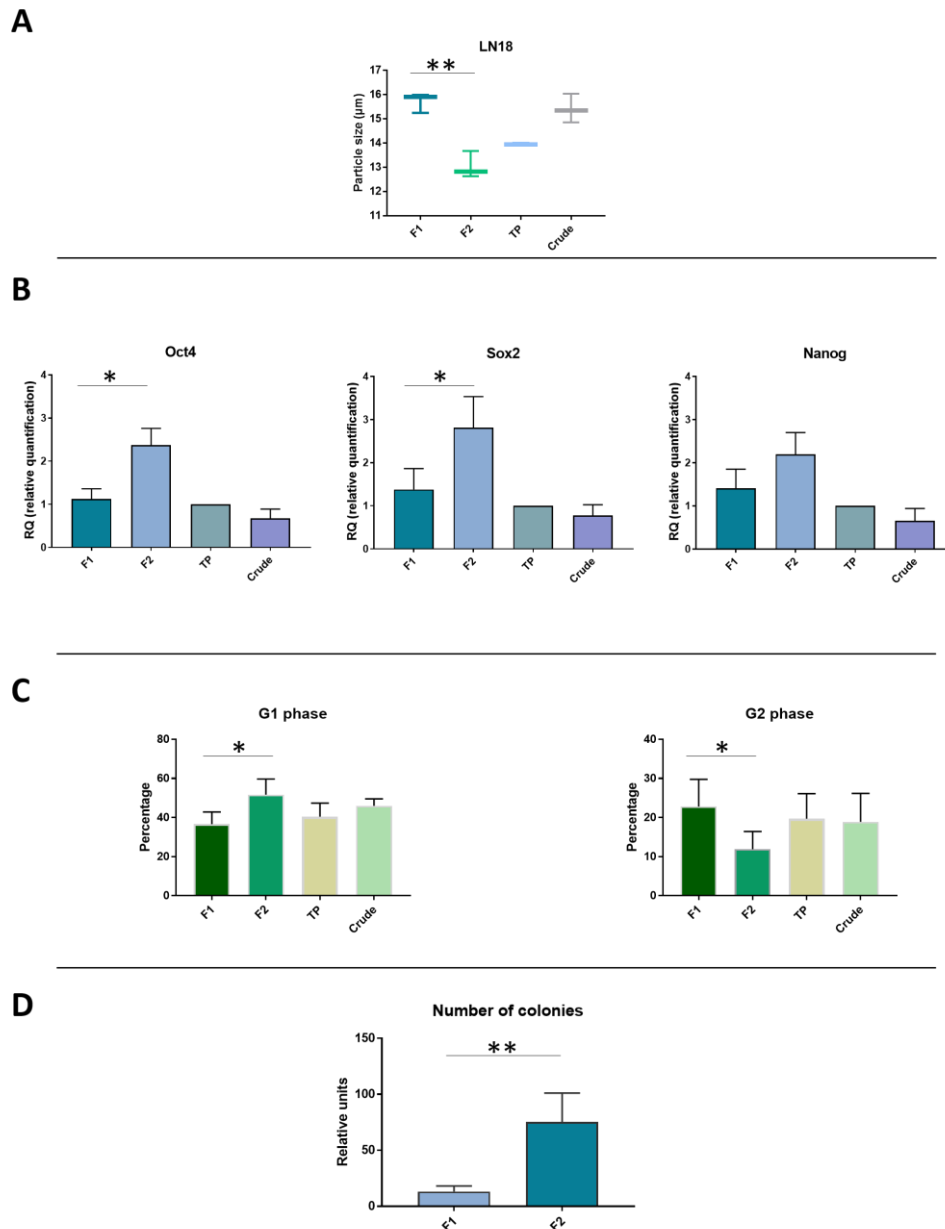 A
LN18
**
Particle size (µm)
17
16
15
14
13
12
11
F1
F2
TP
Crude
B
Oct4
*
RQ (relative quantification)
4
3
2
1
0
F1
F2
TP
Crude
Sox2
*
RQ (relative quantification)
4
3
2
1
0
F1
F2
TP
Crude
Nanog
RQ (relative quantification)
4
3
2
1
0
F1
F2
TP
Crude
C
G1 phase
*
Percentage
80
60
40
20
0
F1
F2
TP
Crude
G2 phase
*
Percentage
40
30
20
10
0
F1
F2
TP
Crude
D
Number of colonies
**
Relative units
150
100
50
0
F1
F2